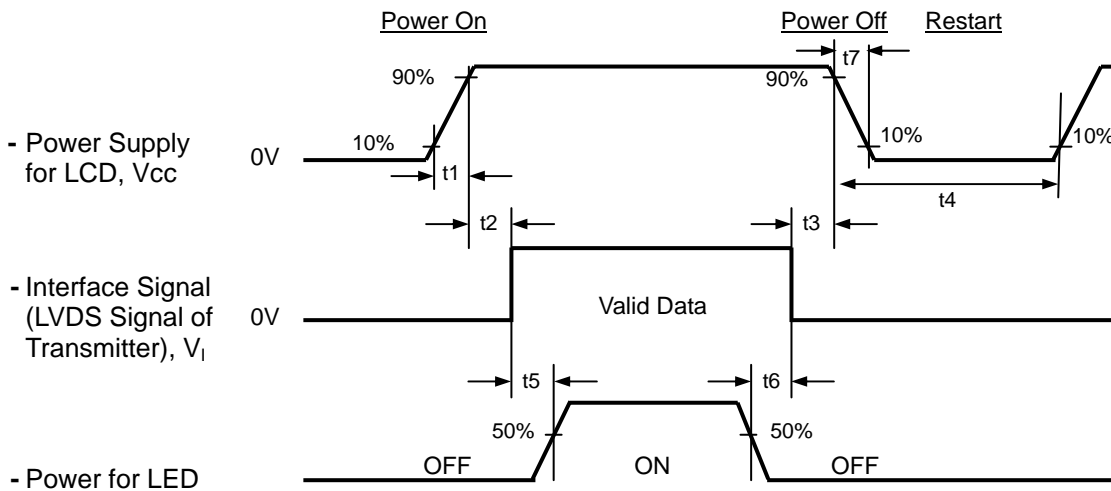 Power On
Power Off
Restart
t7
90%
90%
10%
10%
10%
- Power Supply
for LCD, Vcc
0V
t1
t4
t2
t3
- Interface Signal
(LVDS Signal of
Transmitter), VI
0V
Valid Data
t5
t6
50%
50%
- Power for LED
OFF
ON
OFF